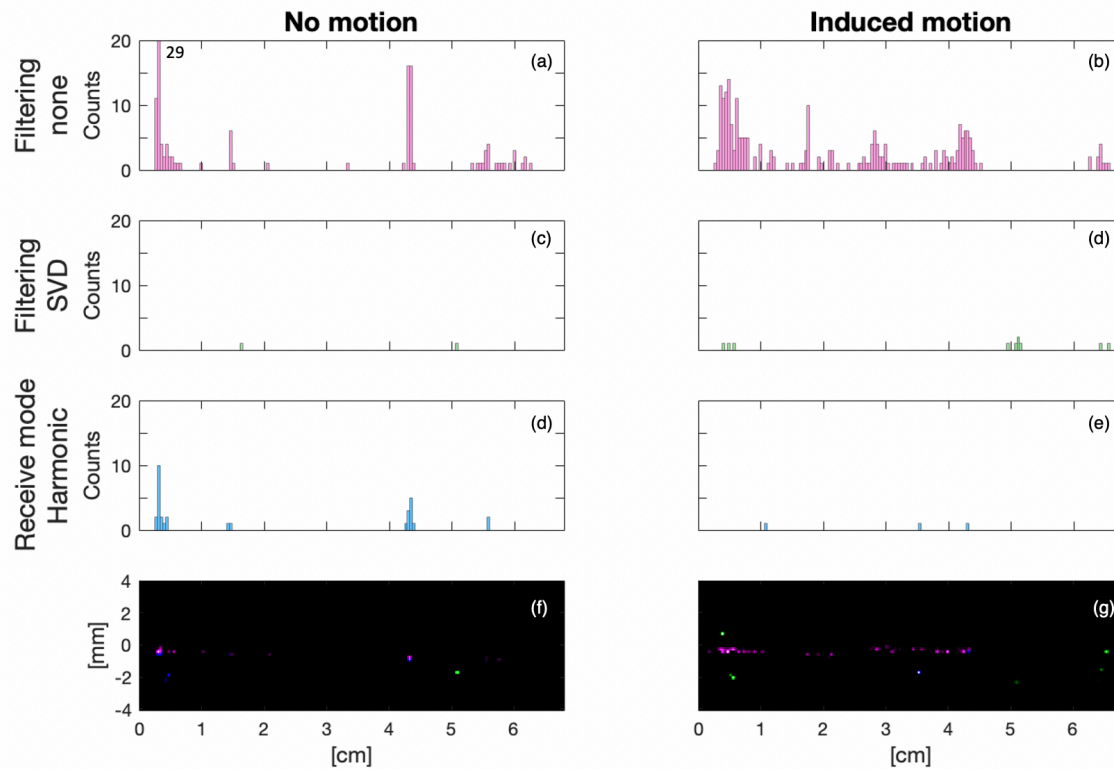 No motion
Induced motion
Filtering
none
Counts
20
10
0
29
(a)
(b)
Filtering
SVD
Counts
20
10
0
(c)
(d)
Receive mode
Harmonic
Counts
20
10
0
(d)
(e)
[mm]
4
2
0
-2
-4
(f)
(g)
0 1 2 3 4 5 6
0 1 2 3 4 5 6
[cm]
[cm]